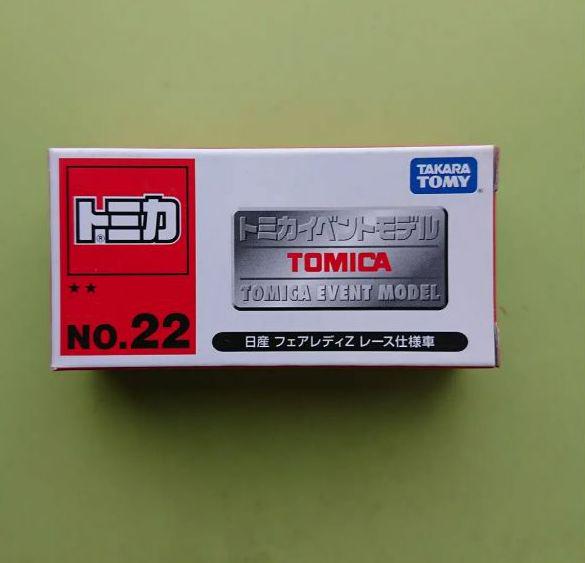 トミカ
®
★★
NO.22
TAKARA
TOMY
®
トミカイベントモデル
TOMICA
TOMICA EVENT MODEL
日産 フェアレディZ レース仕様車